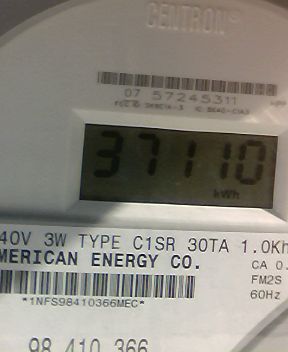 CENTRON®
07 57245311
37110
kWh
40V 3W TYPE C1SR 30TA 1.0Kh
MERICAN ENERGY CO.
CA 0.
*1NFS98410366MEC*
FM2S
60Hz
98 410 366